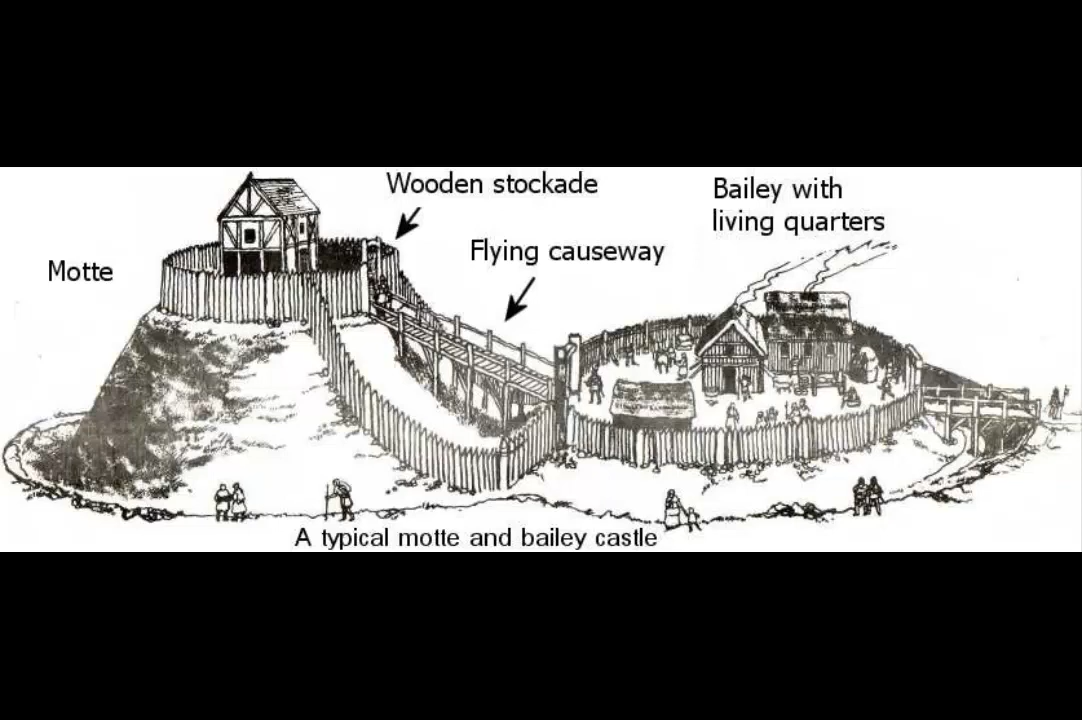 Wooden stockade
Bailey with
living quarters
Flying causeway
Motte
A typical motte and bailey castle